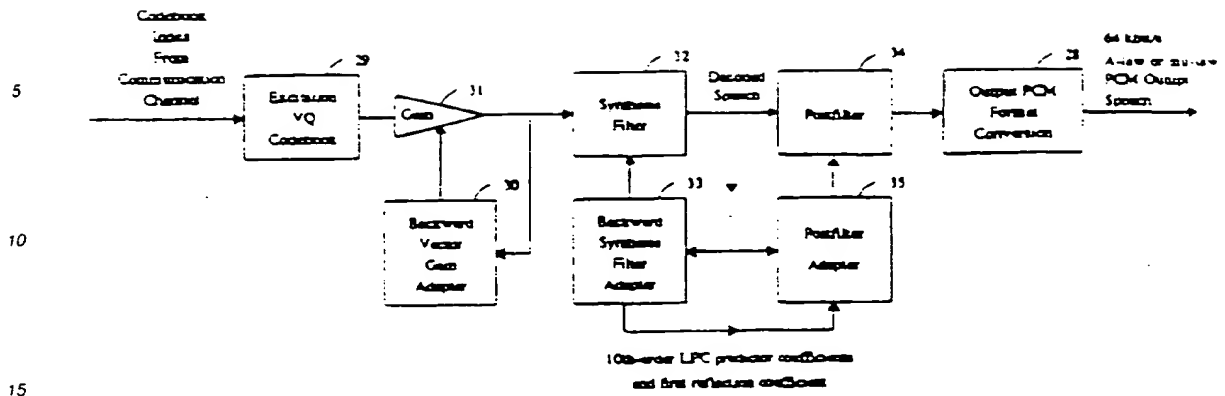 Codebook
Index
From
Communication
Channel
29
Excitation
VQ
Codebook
31
Gain
30
Backward
Vector
Gain
Adapter
32
Synthesis
Filter
Decoded
Speech
33
Backward
Synthesis
Filter
Adapter
34
Postfilter
35
Postfilter
Adapter
28
Output PCM
Format
Conversion
64 kbit/s
A-law or mu-law
PCM Output
Speech
10th-order LPC predictor coefficients
and first reflection coefficient
5
10
15